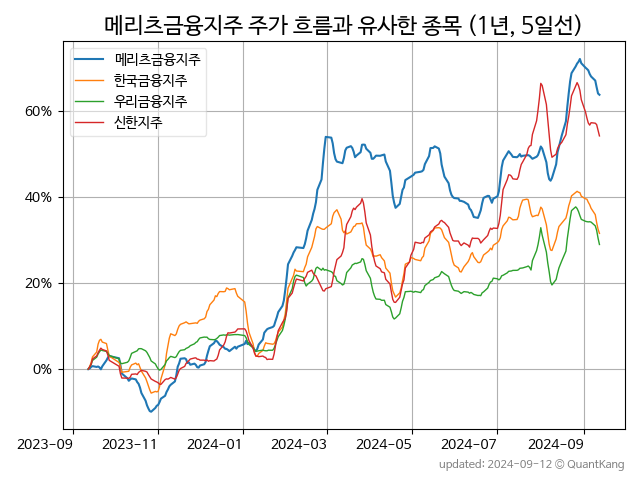 메리츠금융지주 주가 흐름과 유사한 종목 (1년, 5일선)
메리츠금융지주
한국금융지주
우리금융지주
신한지주
60%
40%
20%
0%
2023-09 2023-11 2024-01 2024-03 2024-05 2024-07 2024-09
updated: 2024-09-12 © QuantKang